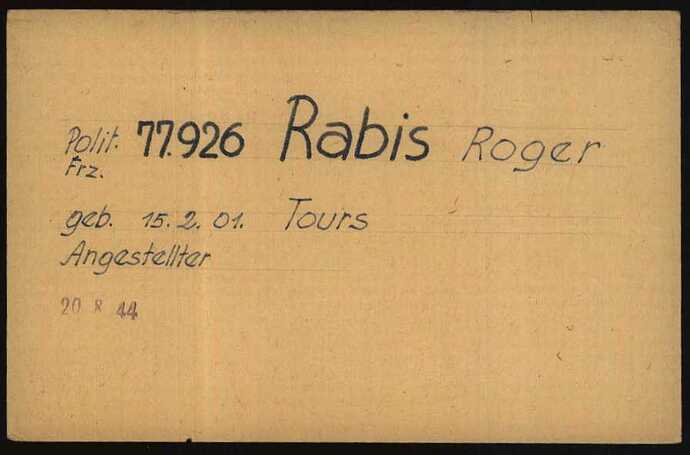 Polit. 77.926 Rabis Roger
Frz.
geb. 15. 2. 01. Tours
Angestellter
20 8 44